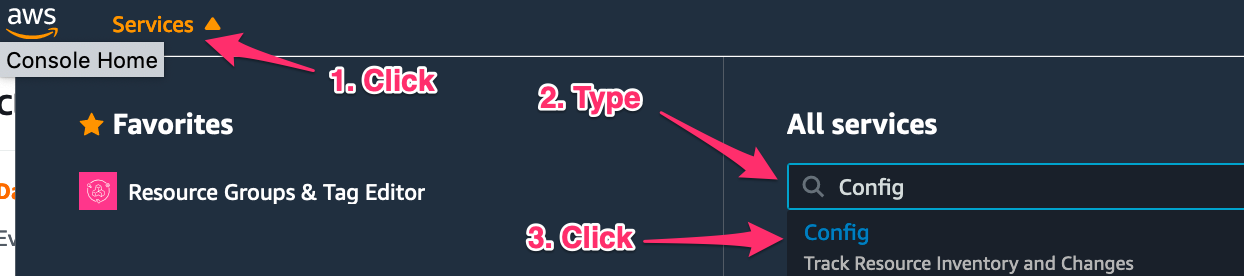 aws
Services
Console Home
1. Click
2. Type
Favorites
All services
Resource Groups & Tag Editor
Config
3. Click
Config
Track Resource Inventory and Changes